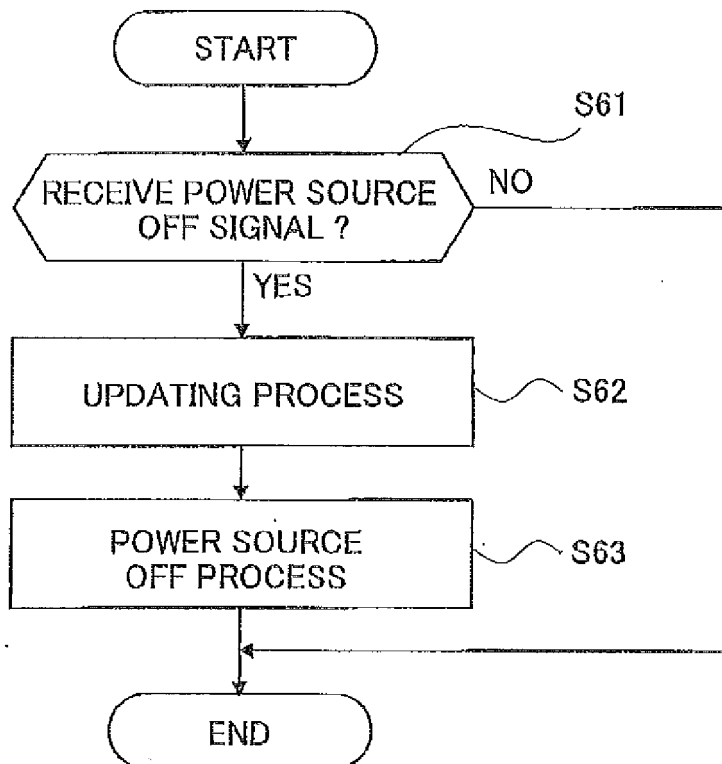 START
S61
RECEIVE POWER SOURCE
OFF SIGNAL ?
NO
YES
UPDATING PROCESS
S62
POWER SOURCE
OFF PROCESS
S63
END